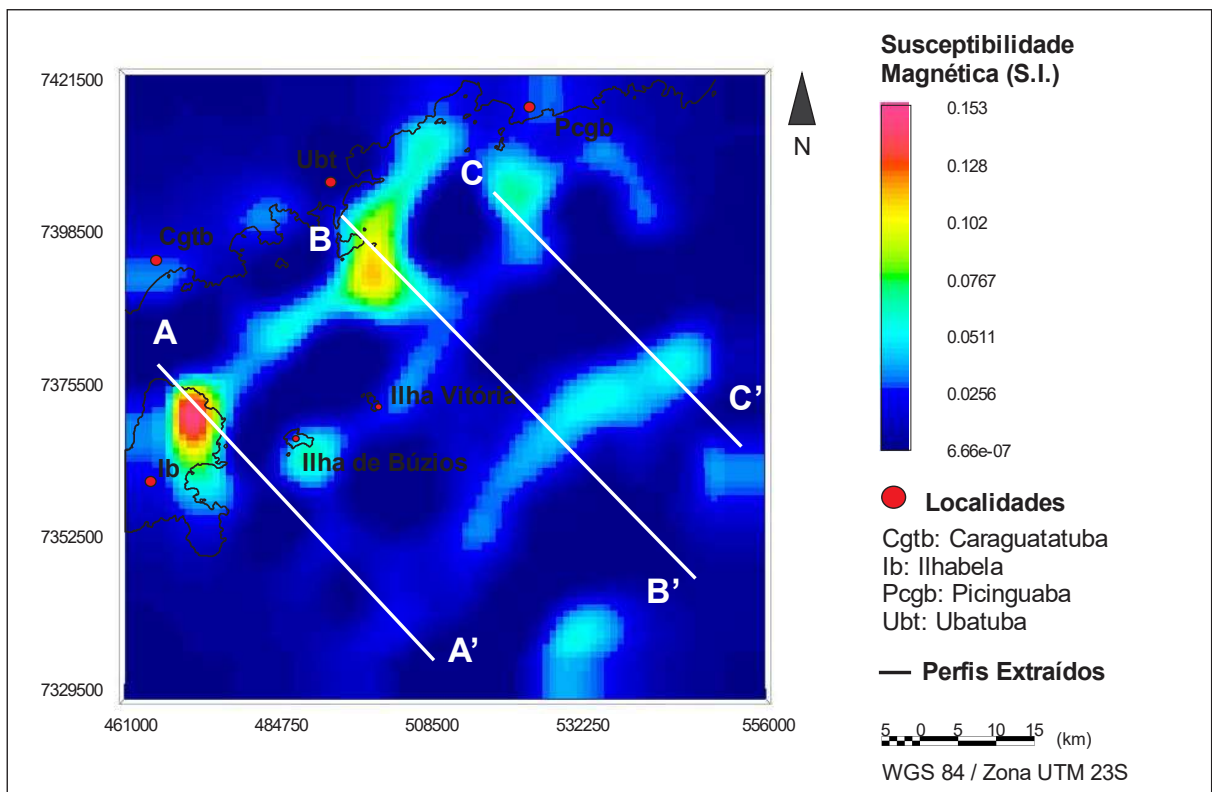 7421500
7398500
7375500
7352500
7329500
461000
484750
508500
532250
556000
Pcgb
Ubt
Cgtb
Ib
Ilha Vitória
Ilha de Búzios
A
A’
B
B’
C
C’
N
Susceptibilidade
Magnética (S.I.)
0.153
0.128
0.102
0.0767
0.0511
0.0256
6.66e-07
Localidades
Cgtb: Caraguatatuba
Ib: Ilhabela
Pcgb: Picinguaba
Ubt: Ubatuba
Perfis Extraídos
5 0 5 10 15
(km)
WGS 84 / Zona UTM 23S